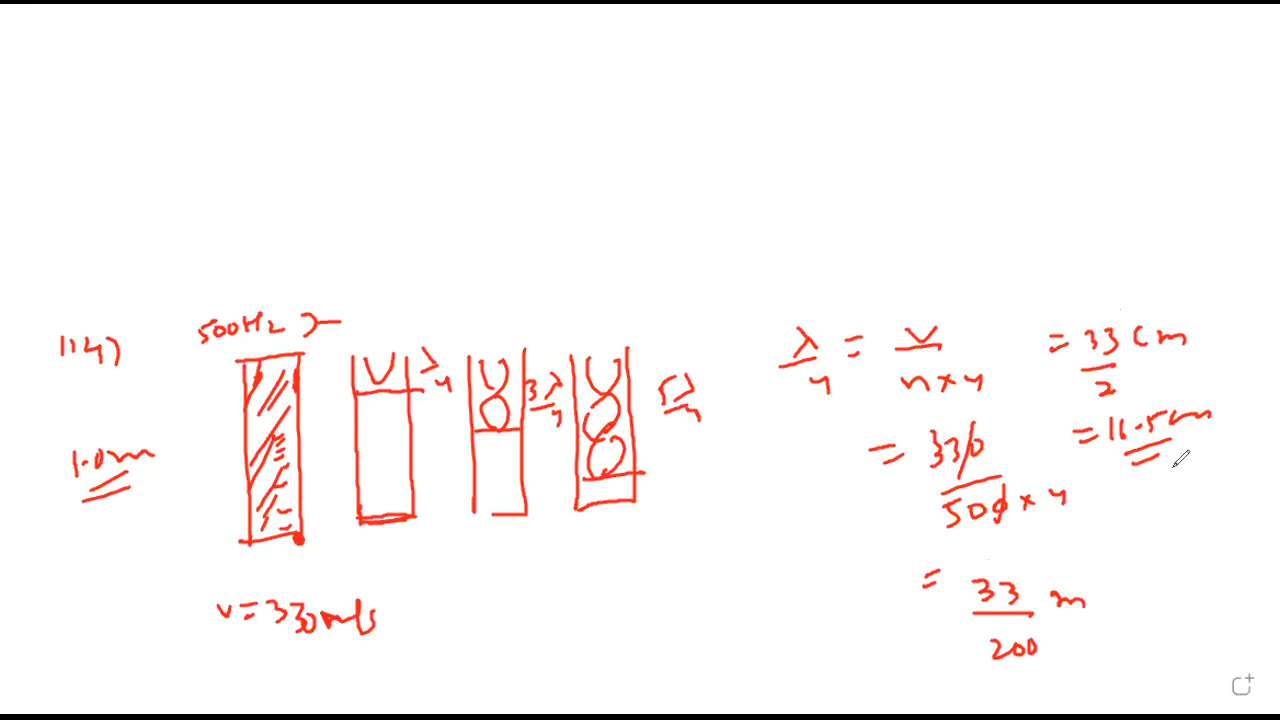 114)
500Hz
1.0m
v = 330 m/s
λ/4
3λ/4
5λ/4
λ/4 = v/n×4
= 330/500×4
= 33/200 m
= 33/2 cm
= 16.5 cm